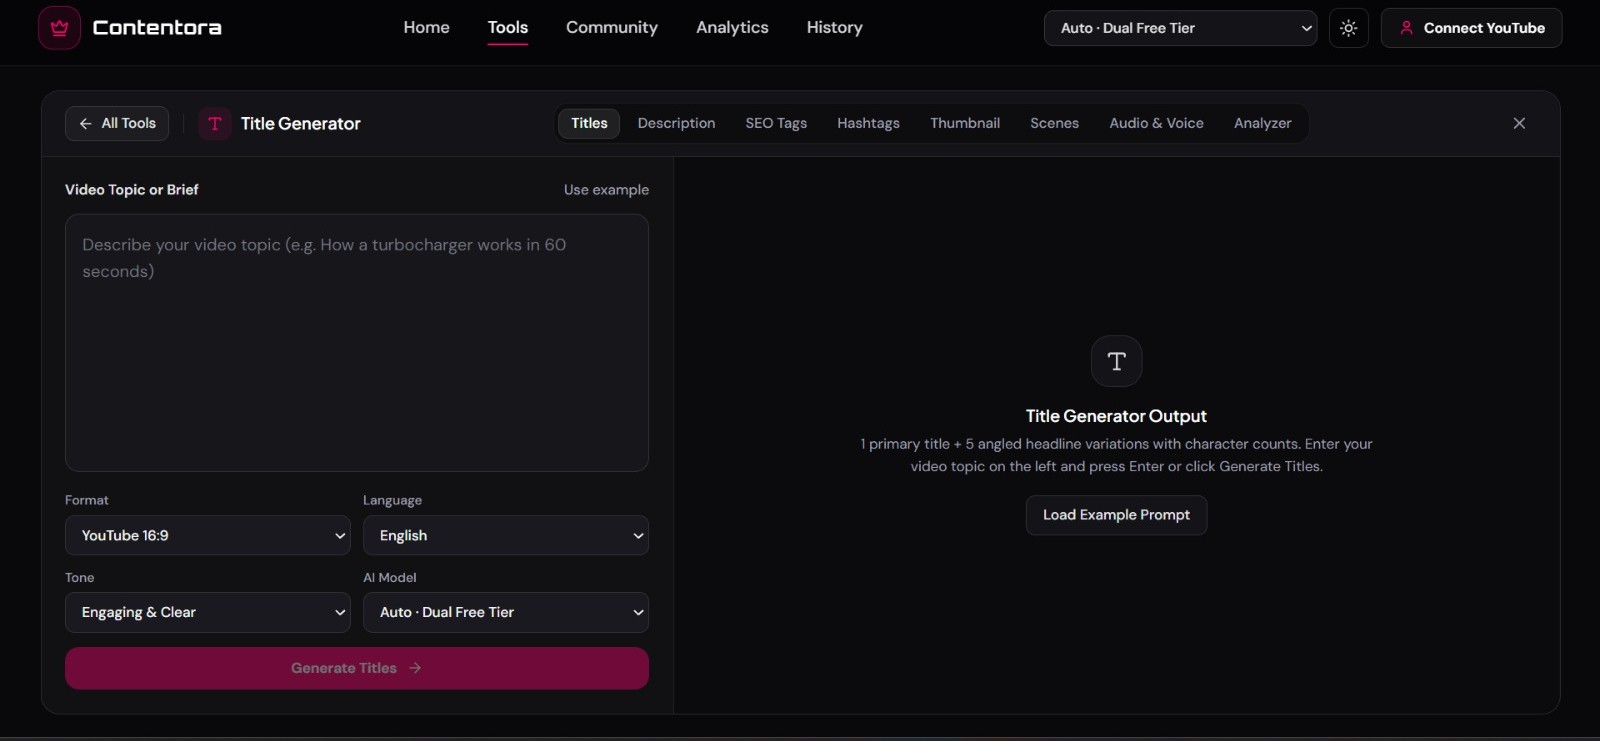 Contentora
Home
Tools
Community
Analytics
History
Auto · Dual Free Tier
Connect YouTube
All Tools
T
Title Generator
Titles
Description
SEO Tags
Hashtags
Thumbnail
Scenes
Audio & Voice
Analyzer
Video Topic or Brief
Use example
Describe your video topic (e.g. How a turbocharger works in 60
seconds)
Format
Language
YouTube 16:9
English
Tone
AI Model
Engaging & Clear
Auto · Dual Free Tier
Generate Titles
T
Title Generator Output
1 primary title + 5 angled headline variations with character counts. Enter your
video topic on the left and press Enter or click Generate Titles.
Load Example Prompt